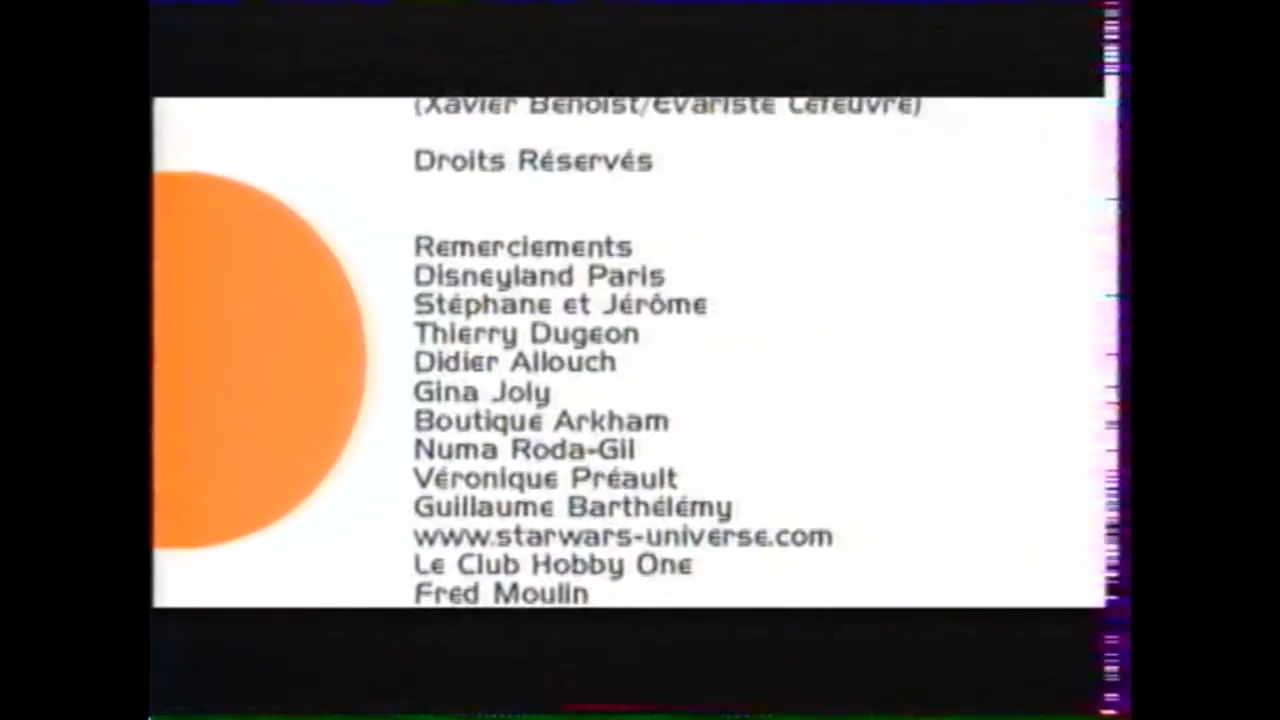 (Xavier Benoist/Evariste Lefeuvre)
Droits Réservés
Remerciements
Disneyland Paris
Stéphane et Jérôme
Thierry Dugeon
Didier Allouch
Gina Joly
Boutique Arkham
Numa Roda-Gil
Véronique Préault
Guillaume Barthélémy
www.starwars-universe.com
Le Club Hobby One
Fred Moulin